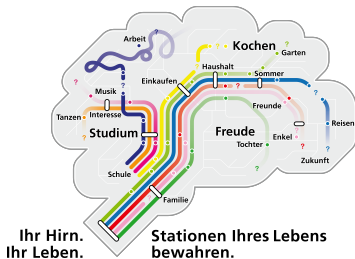 ?
Arbeit
Kochen
?
Garten
Haushalt
Einkaufen
Sommer
?
?
Musik
?
Tanzen
Interesse
Freunde
Reisen
Studium
Freude
Enkel
?
Tochter
?
Zukunft
Schule
?
Familie
Ihr Hirn.
Ihr Leben.
Stationen Ihres Lebens
bewahren.